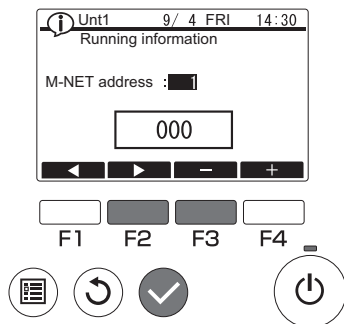 Unt1 9/ 4 FRI 14:30
Running information
M-NET address : 1
000
− +
F1 F2 F3 F4